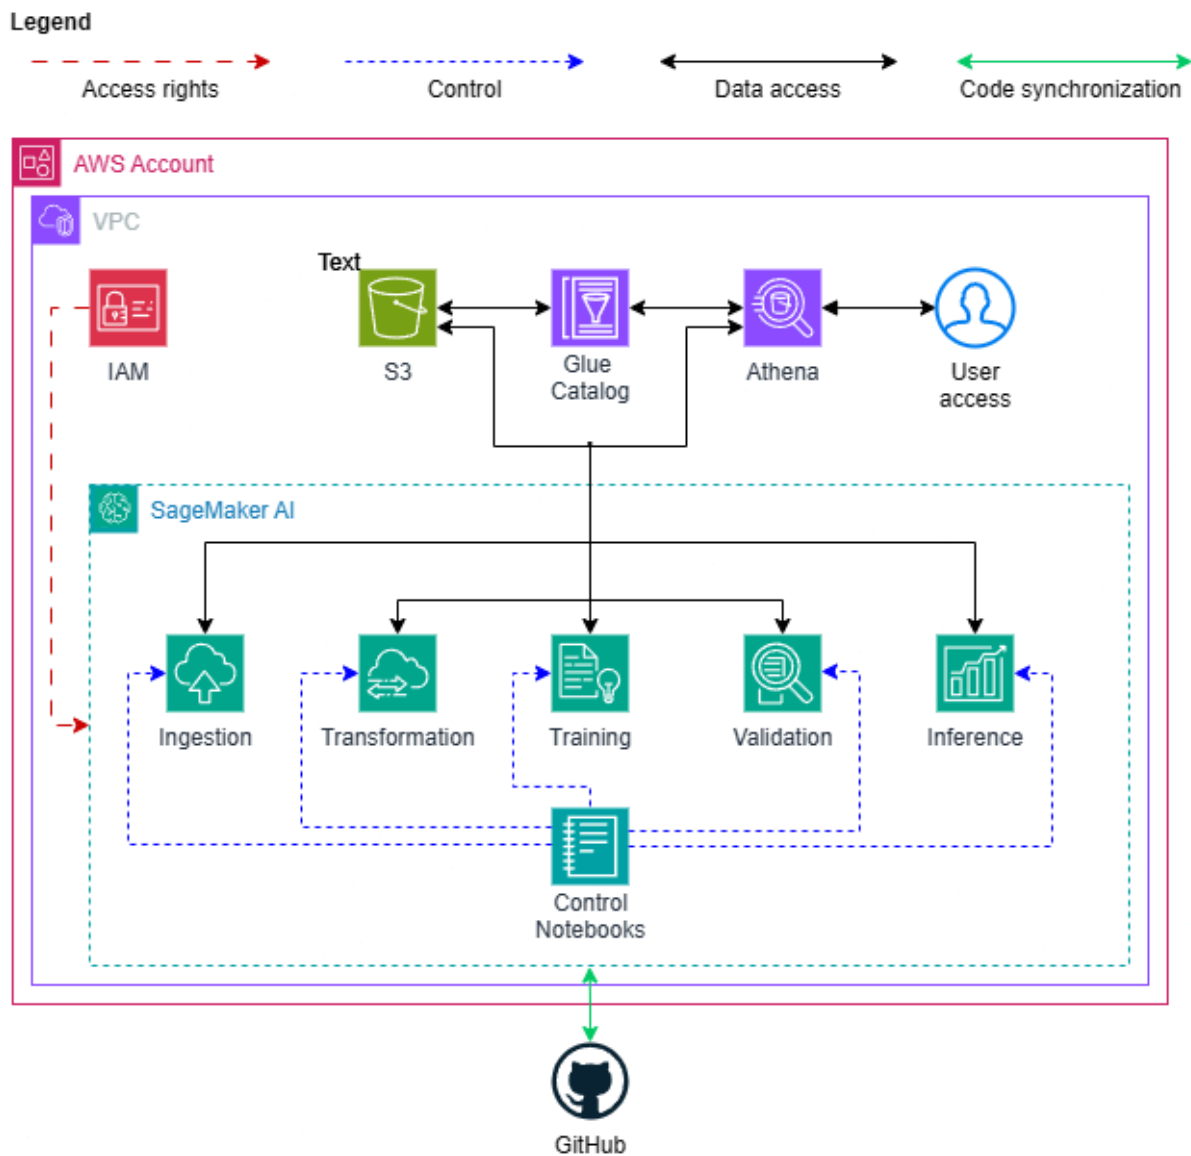 Legend
Access rights
Control
Data access
Code synchronization
AWS Account
VPC
Text
IAM
S3
Glue
Catalog
Athena
User
access
SageMaker AI
Ingestion
Transformation
Training
Validation
Inference
Control
Notebooks
GitHub